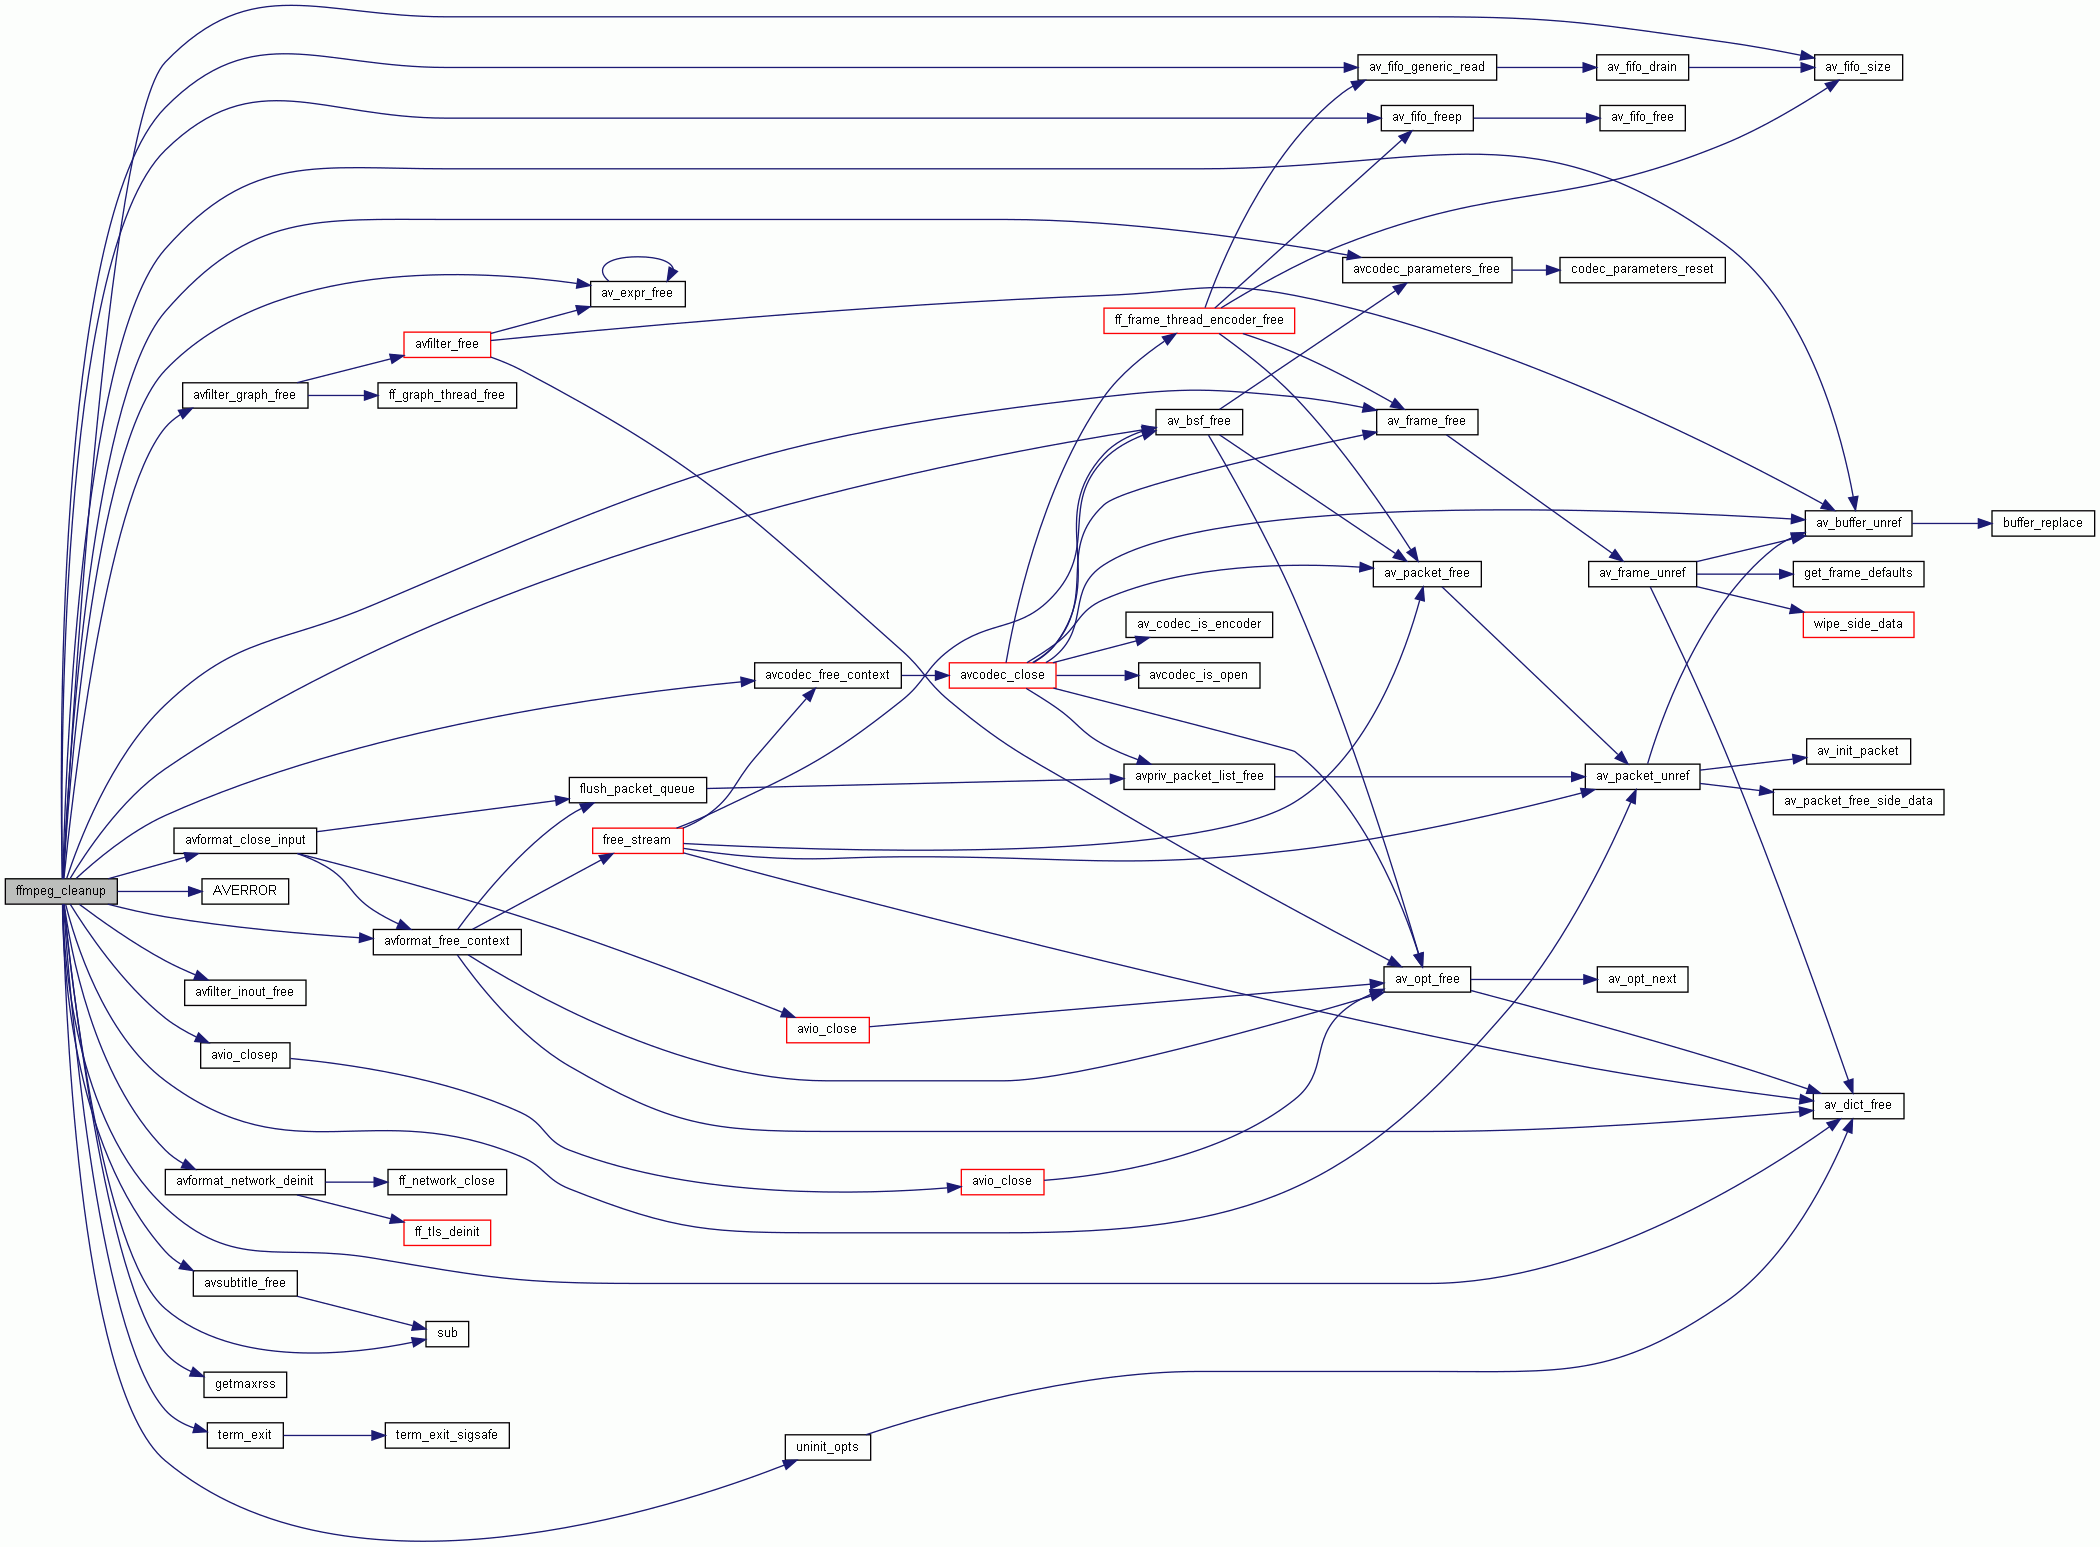 av_fifo_generic_read
av_fifo_drain
av_fifo_size
av_fifo_freep
av_fifo_free
avcodec_parameters_free
codec_parameters_reset
av_expr_free
ff_frame_thread_encoder_free
avfilter_free
avfilter_graph_free
ff_graph_thread_free
av_bsf_free
av_frame_free
av_buffer_unref
buffer_replace
av_packet_free
av_frame_unref
get_frame_defaults
av_codec_is_encoder
wipe_side_data
avcodec_free_context
avcodec_close
avcodec_is_open
av_init_packet
flush_packet_queue
avpriv_packet_list_free
av_packet_unref
av_packet_free_side_data
avformat_close_input
free_stream
ffmpeg_cleanup
AVERROR
avformat_free_context
avfilter_inout_free
av_opt_free
av_opt_next
avio_close
avio_closep
av_dict_free
avformat_network_deinit
ff_network_close
avio_close
ff_tls_deinit
avsubtitle_free
sub
getmaxrss
term_exit
term_exit_sigsafe
uninit_opts